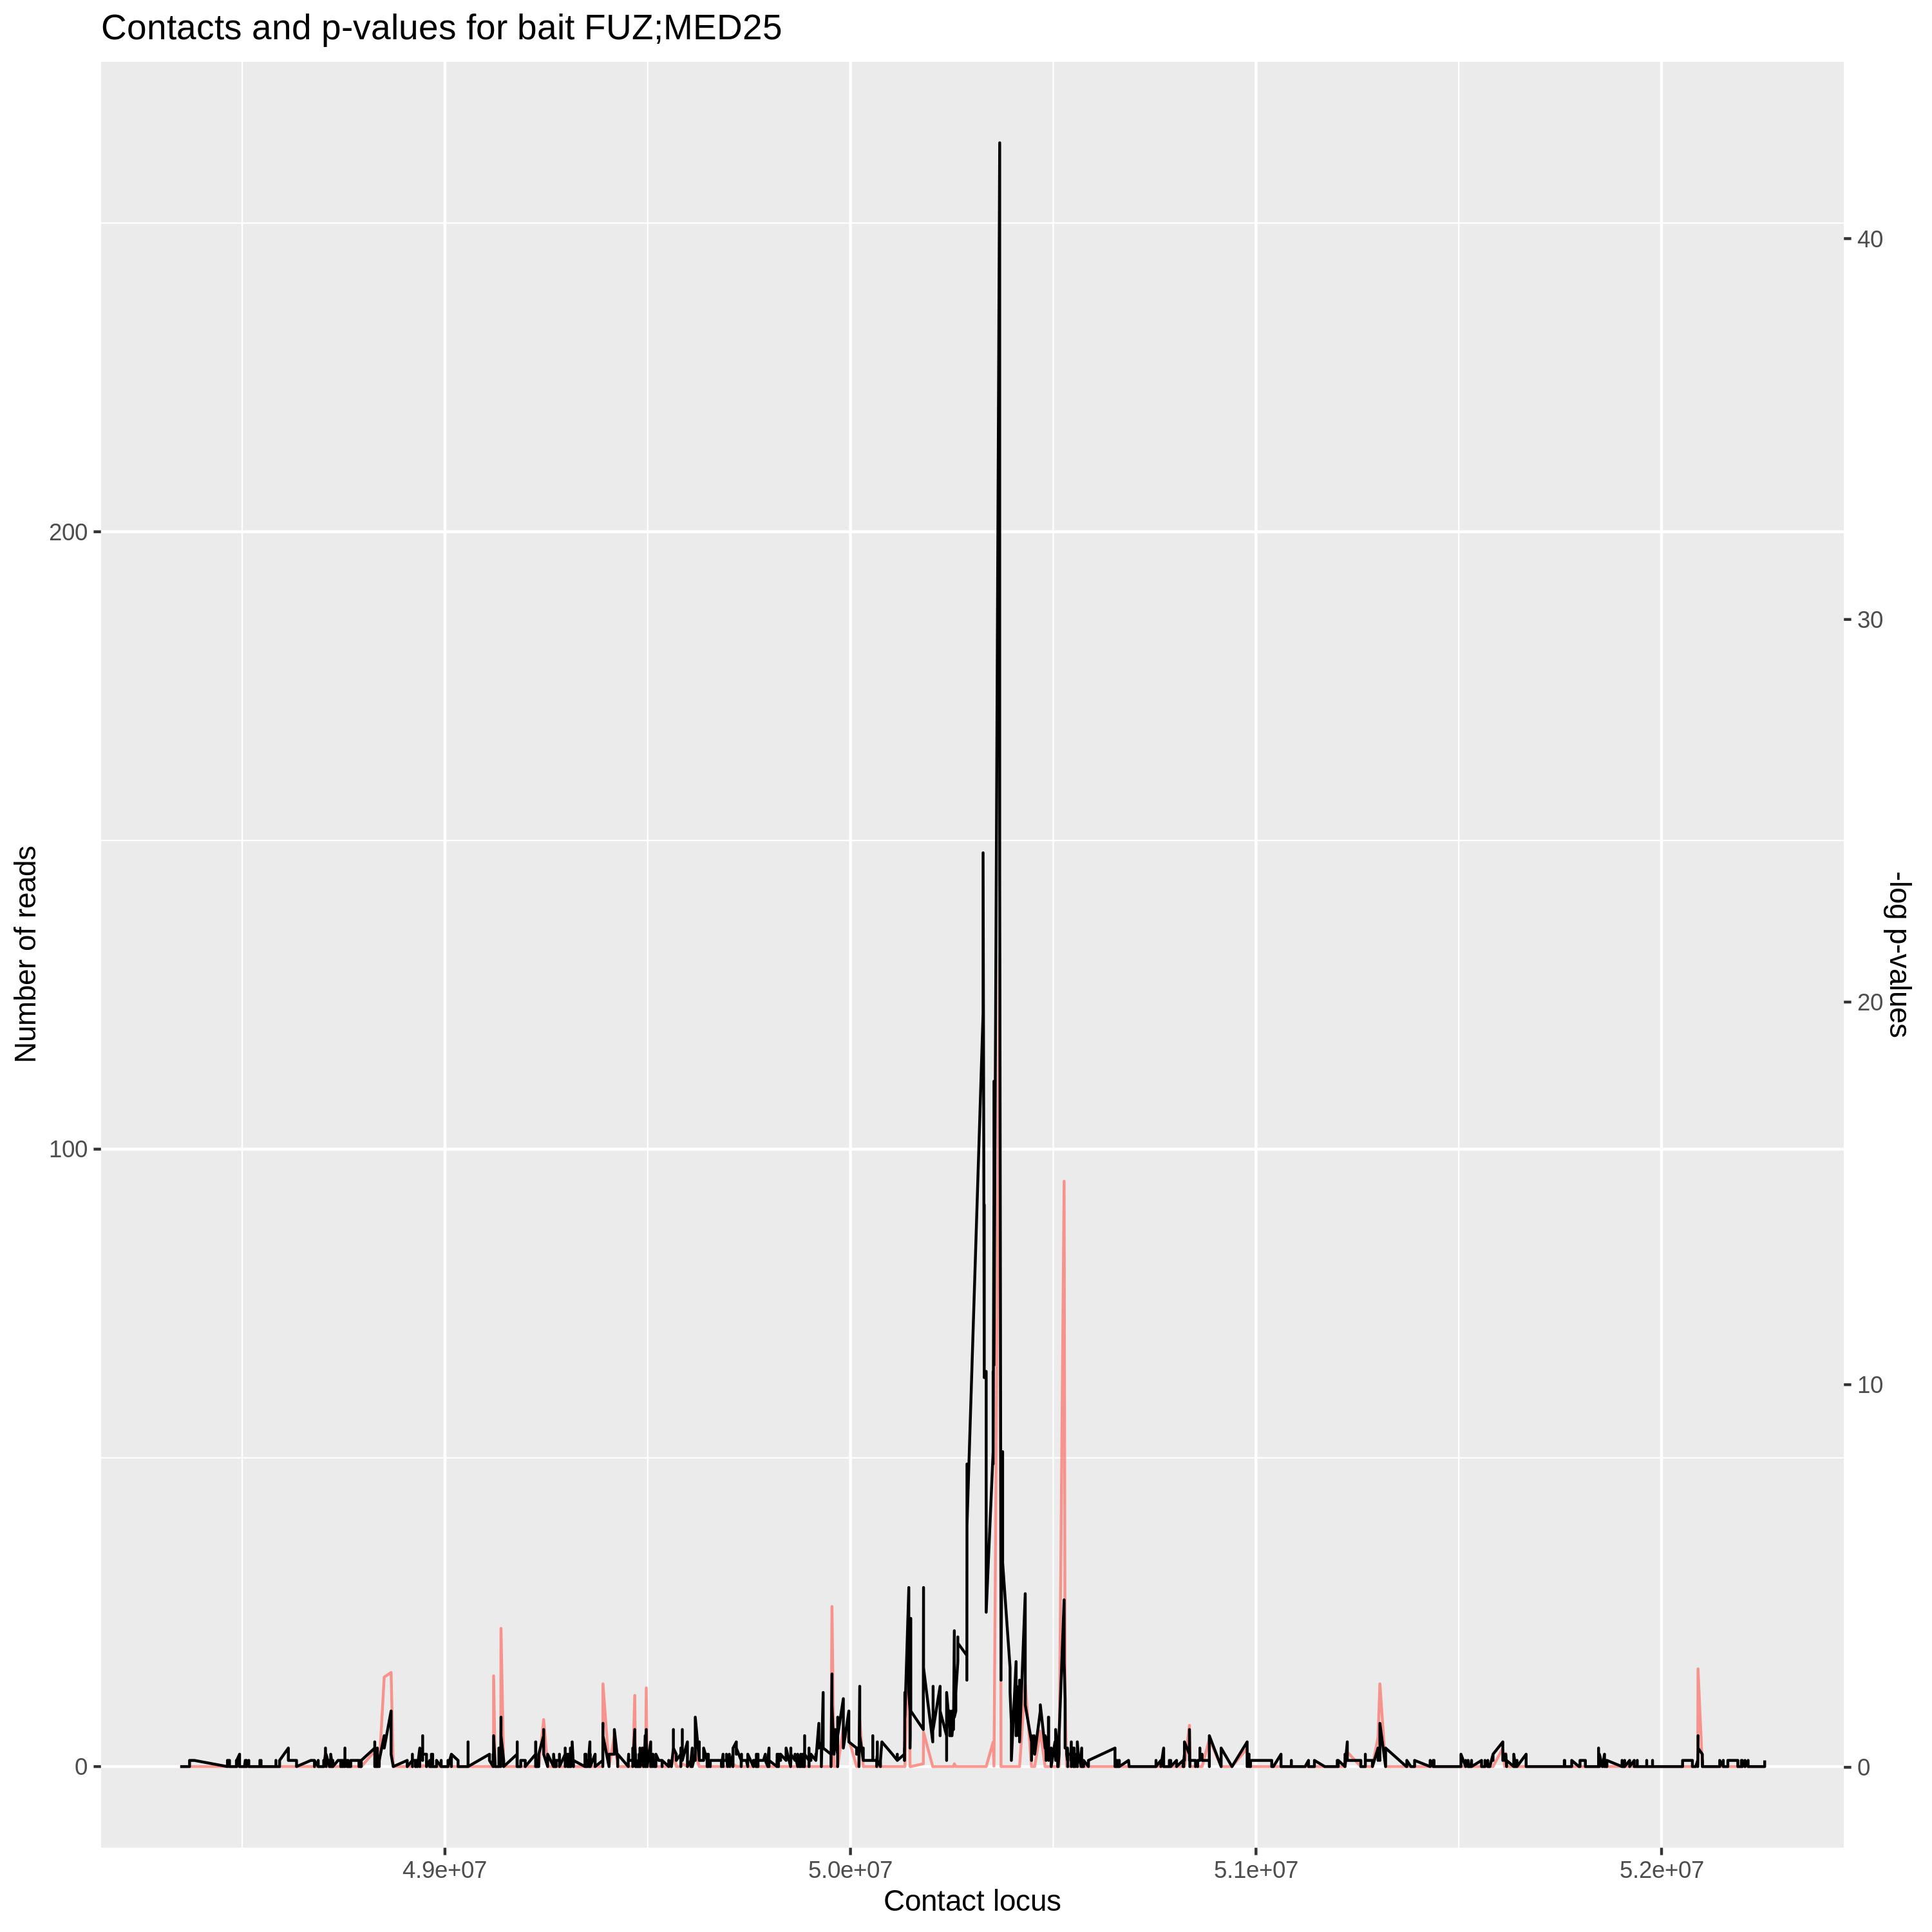 Contacts and p-values for bait FUZ;MED25
Number of reads
200
100
0
40
30
20
10
0
-log p-values
4.9e+07
5.0e+07
5.1e+07
5.2e+07
Contact locus